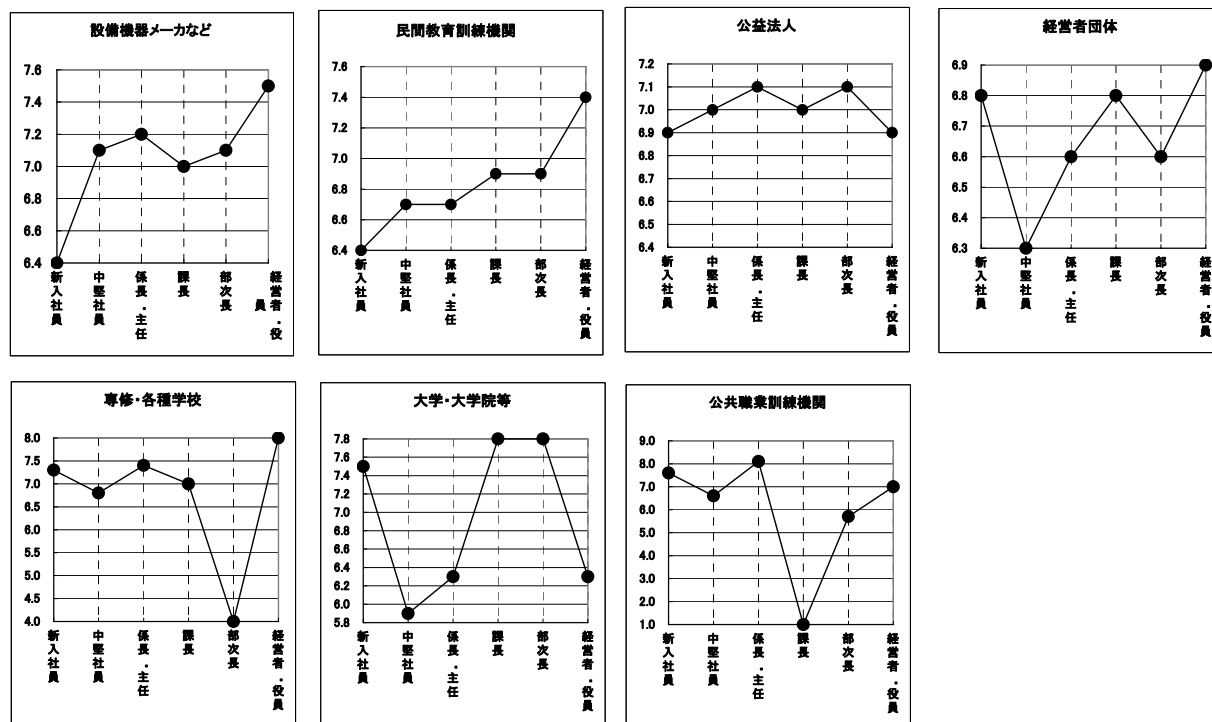 設備機器メーカなど
7.6
7.4
7.2
7.0
6.8
6.6
6.4
新入社員
中堅社員
係長・主任
課長
部次長
経営者・役員
民間教育訓練機関
7.6
7.4
7.2
7.0
6.8
6.6
6.4
新入社員
中堅社員
係長・主任
課長
部次長
経営者・役員
公益法人
7.2
7.1
7.0
6.9
6.8
6.7
6.6
6.5
6.4
新入社員
中堅社員
係長・主任
課長
部次長
経営者・役員
経営者団体
6.9
6.8
6.7
6.6
6.5
6.4
6.3
新入社員
中堅社員
係長・主任
課長
部次長
経営者・役員
専修・各種学校
8.0
7.5
7.0
6.5
6.0
5.5
5.0
4.5
4.0
新入社員
中堅社員
係長・主任
課長
部次長
経営者・役員
大学・大学院等
7.8
7.6
7.4
7.2
7.0
6.8
6.6
6.4
6.2
6.0
5.8
新入社員
中堅社員
係長・主任
課長
部次長
経営者・役員
公共職業訓練機関
9.0
8.0
7.0
6.0
5.0
4.0
3.0
2.0
1.0
新入社員
中堅社員
係長・主任
課長
部次長
経営者・役員